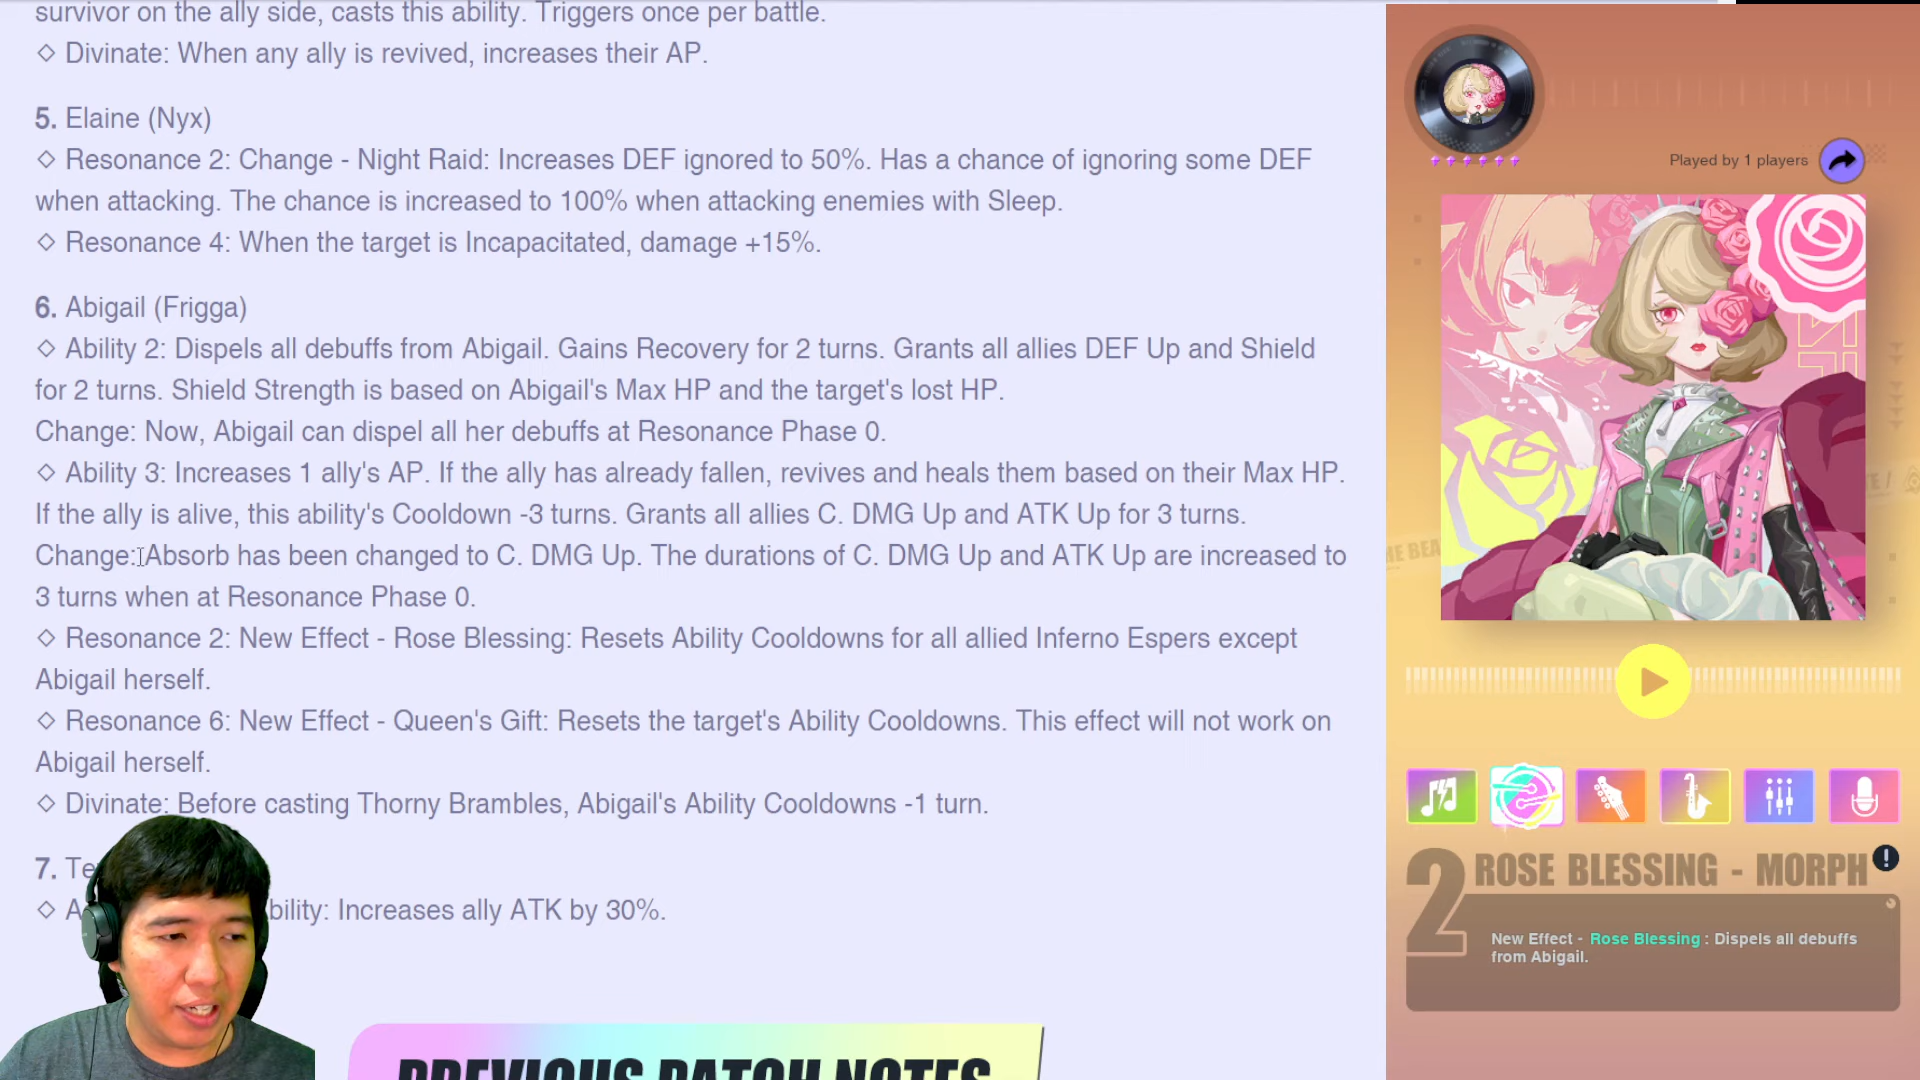 survivor on the ally side, casts this ability. Triggers once per battle.
◇ Divinate: When any ally is revived, increases their AP.
5. Elaine (Nyx)
◇ Resonance 2: Change - Night Raid: Increases DEF ignored to 50%. Has a chance of ignoring some DEF
when attacking. The chance is increased to 100% when attacking enemies with Sleep.
◇ Resonance 4: When the target is Incapacitated, damage +15%.
6. Abigail (Frigga)
◇ Ability 2: Dispels all debuffs from Abigail. Gains Recovery for 2 turns. Grants all allies DEF Up and Shield
for 2 turns. Shield Strength is based on Abigail's Max HP and the target's lost HP.
Change: Now, Abigail can dispel all her debuffs at Resonance Phase 0.
◇ Ability 3: Increases 1 ally's AP. If the ally has already fallen, revives and heals them based on their Max HP.
If the ally is alive, this ability's Cooldown -3 turns. Grants all allies C. DMG Up and ATK Up for 3 turns.
Change: Absorb has been changed to C. DMG Up. The durations of C. DMG Up and ATK Up are increased to
3 turns when at Resonance Phase 0.
◇ Resonance 2: New Effect - Rose Blessing: Resets Ability Cooldowns for all allied Inferno Espers except
Abigail herself.
◇ Resonance 6: New Effect - Queen's Gift: Resets the target's Ability Cooldowns. This effect will not work on
Abigail herself.
◇ Divinate: Before casting Thorny Brambles, Abigail's Ability Cooldowns -1 turn.
7. Te
◇ A bility: Increases ally ATK by 30%.
PREVIOUS PATCH NOTES
Played by 1 players
2 ROSE BLESSING - MORPH
New Effect - Rose Blessing : Dispels all debuffs
from Abigail.